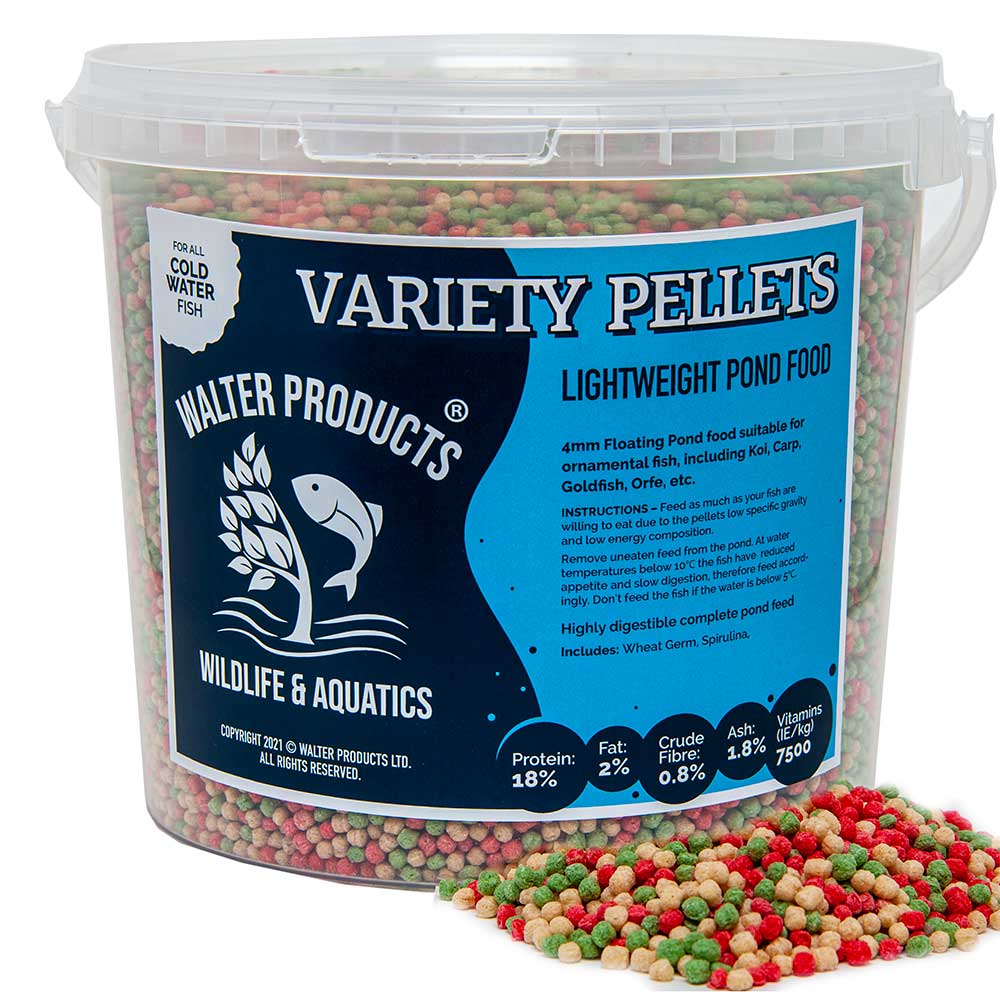 FOR ALL
COLD
WATER
FISH
VARIETY PELLETS
LIGHTWEIGHT POND FOOD
WALTER PRODUCTS®
WILDLIFE & AQUATICS
COPYRIGHT 2021 © WALTER PRODUCTS LTD.
ALL RIGHTS RESERVED.
4mm Floating Pond food suitable for
ornamental fish, including Koi, Carp,
Goldfish, Orfe, etc.
INSTRUCTIONS – Feed as much as your fish are
willing to eat due to the pellets low specific gravity
and low energy composition.
Remove uneaten feed from the pond. At water
temperatures below 10°C the fish have reduced
appetite and slow digestion, therefore feed accord-
ingly. Don't feed the fish if the water is below 5°C.
Highly digestible complete pond feed
Includes: Wheat Germ, Spirulina,
Protein:
18%
Fat:
2%
Crude
Fibre:
0.8%
Ash:
1.8%
Vitamins
(IE/kg)
7500